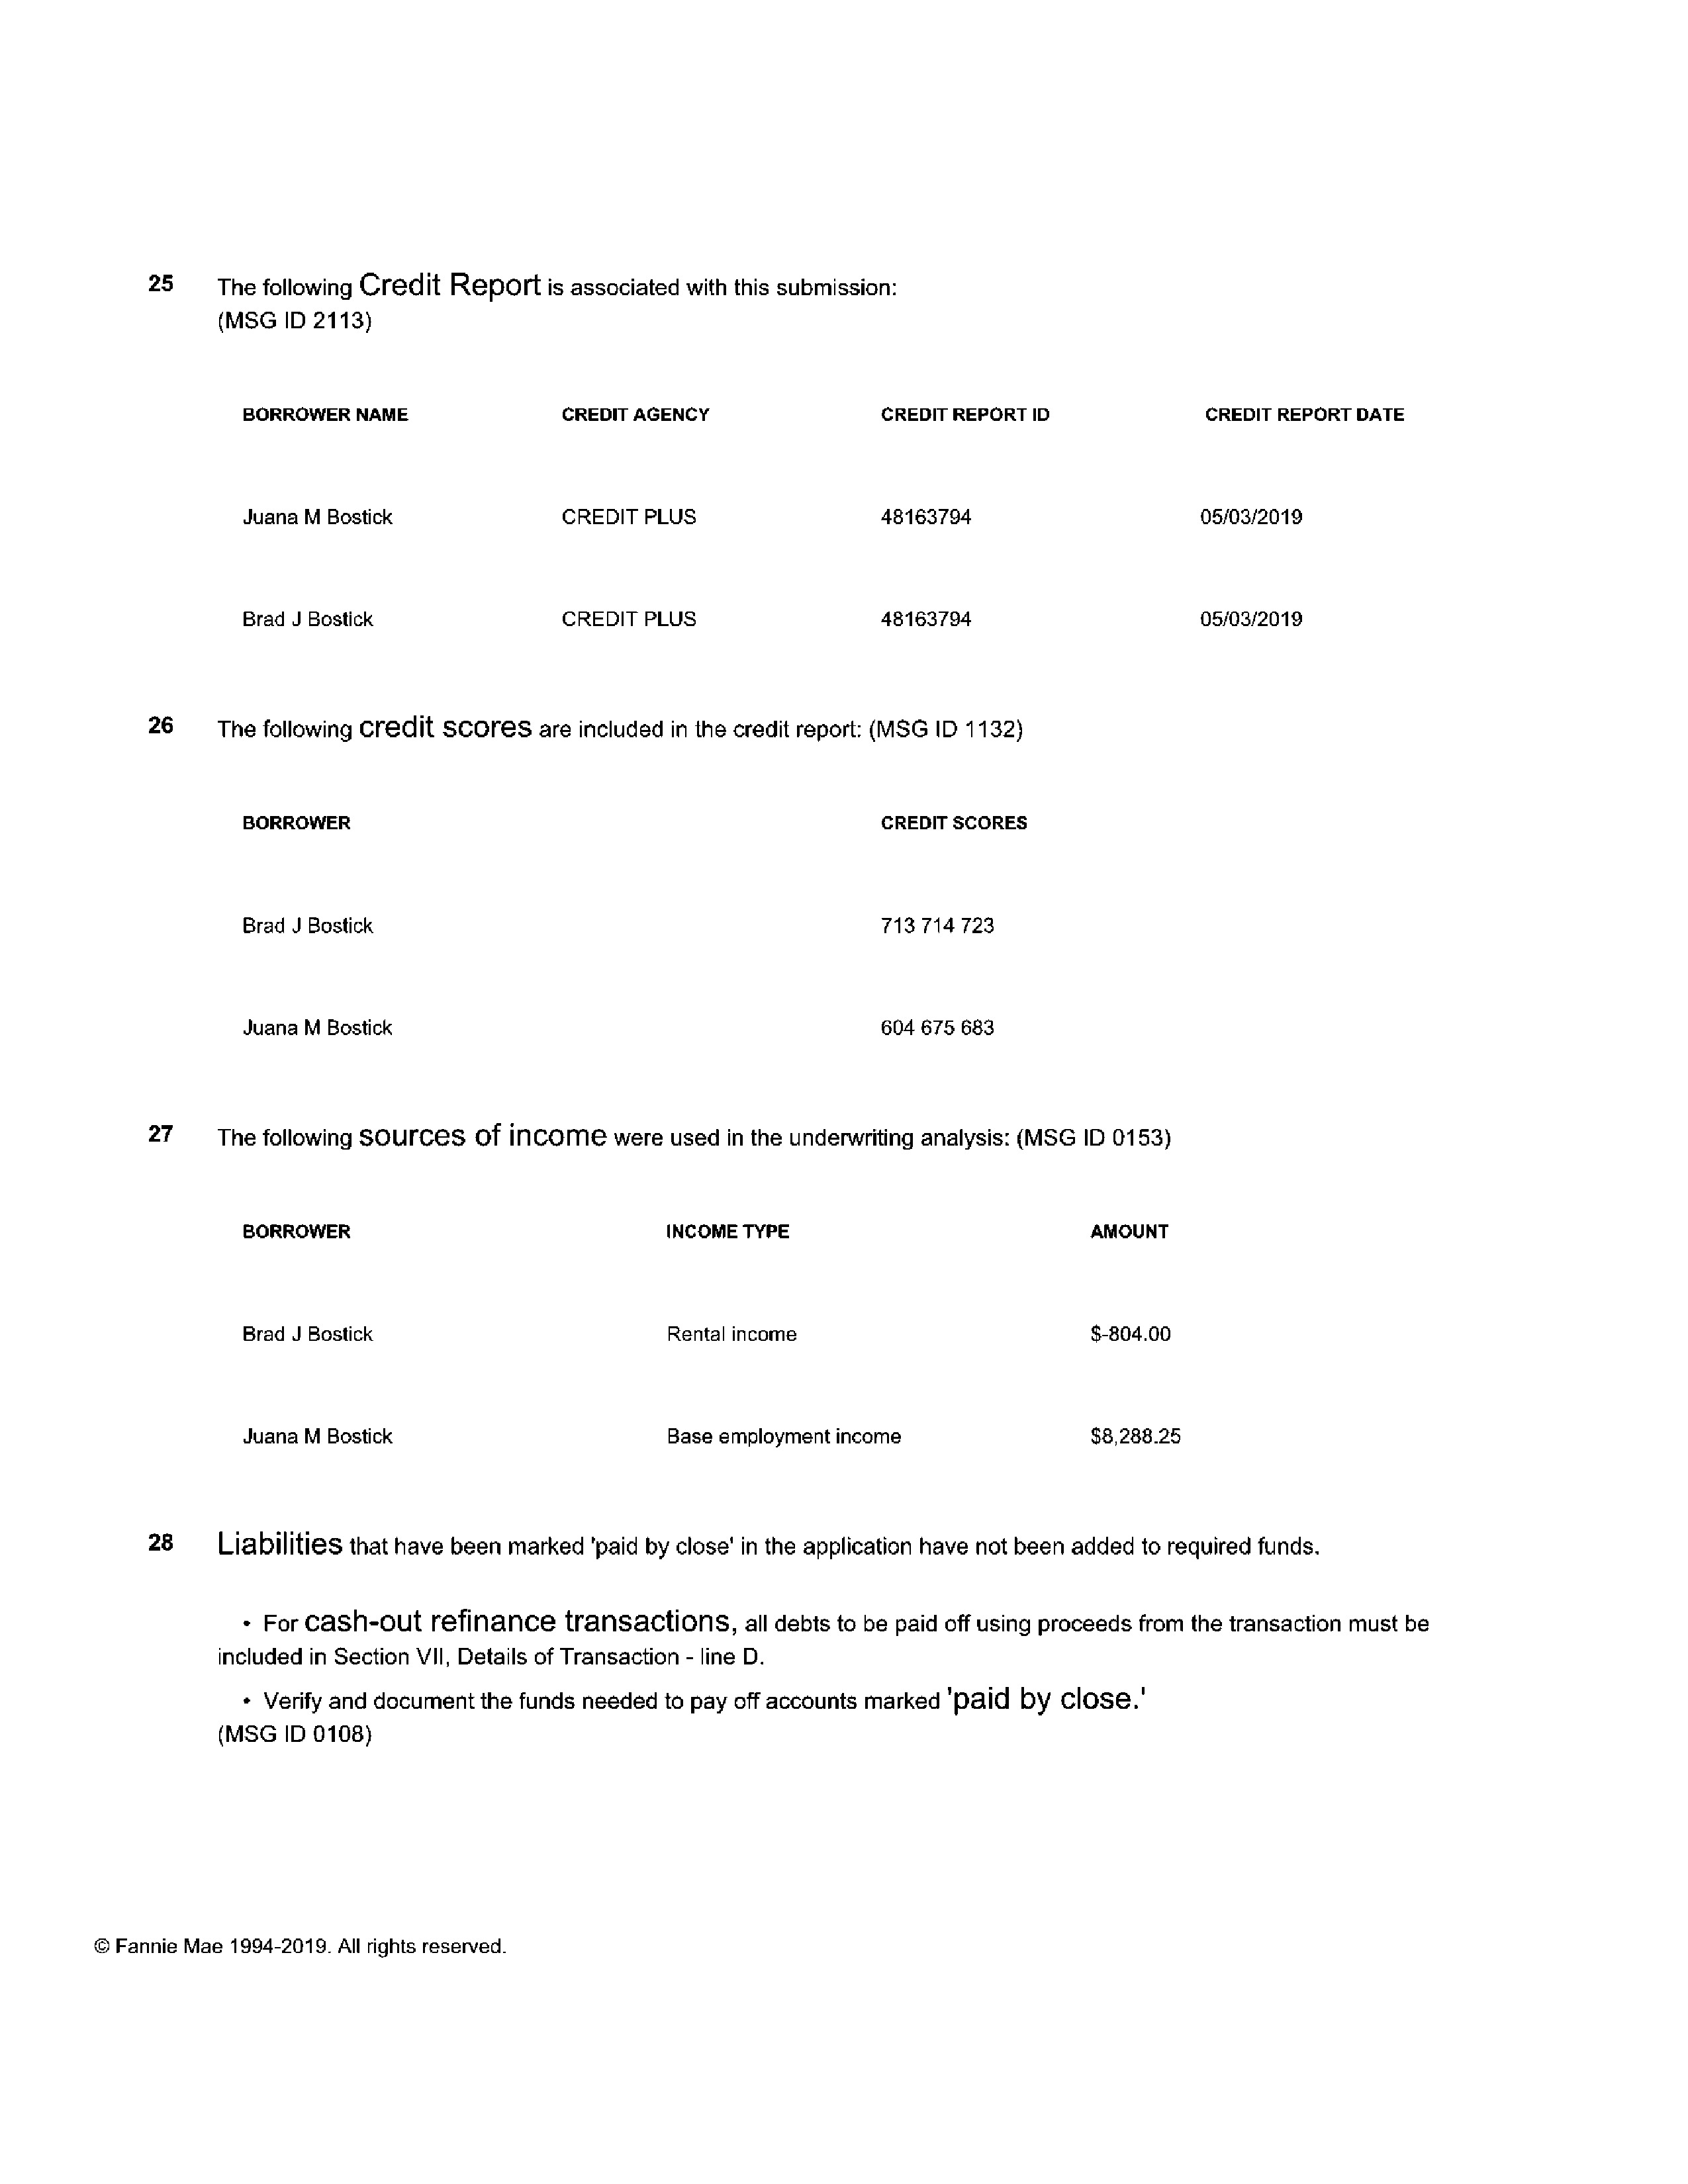 25 The following Credit Report is associated with this submission:
(MSG ID 2113)
BORROWER NAME CREDIT AGENCY CREDIT REPORT ID CREDIT REPORT DATE
Juana M Bostick CREDIT PLUS 48163794 05/03/2019
Brad J Bostick CREDIT PLUS 48163794 05/03/2019
26 The following credit scores are included in the credit report: (MSG ID 1132)
BORROWER CREDIT SCORES
Brad J Bostick 713 714 723
Juana M Bostick 604 675 683
27 The following sources of income were used in the underwriting analysis: (MSG ID 0153)
BORROWER INCOME TYPE AMOUNT
Brad J Bostick Rental income $-804.00
Juana M Bostick Base employment income $8,288.25
28 Liabilities that have been marked 'paid by close' in the application have not been added to required funds.
• For cash-out refinance transactions, all debts to be paid off using proceeds from the transaction must be
included in Section VII, Details of Transaction - line D.
• Verify and document the funds needed to pay off accounts marked 'paid by close.'
(MSG ID 0108)
© Fannie Mae 1994-2019. All rights reserved.